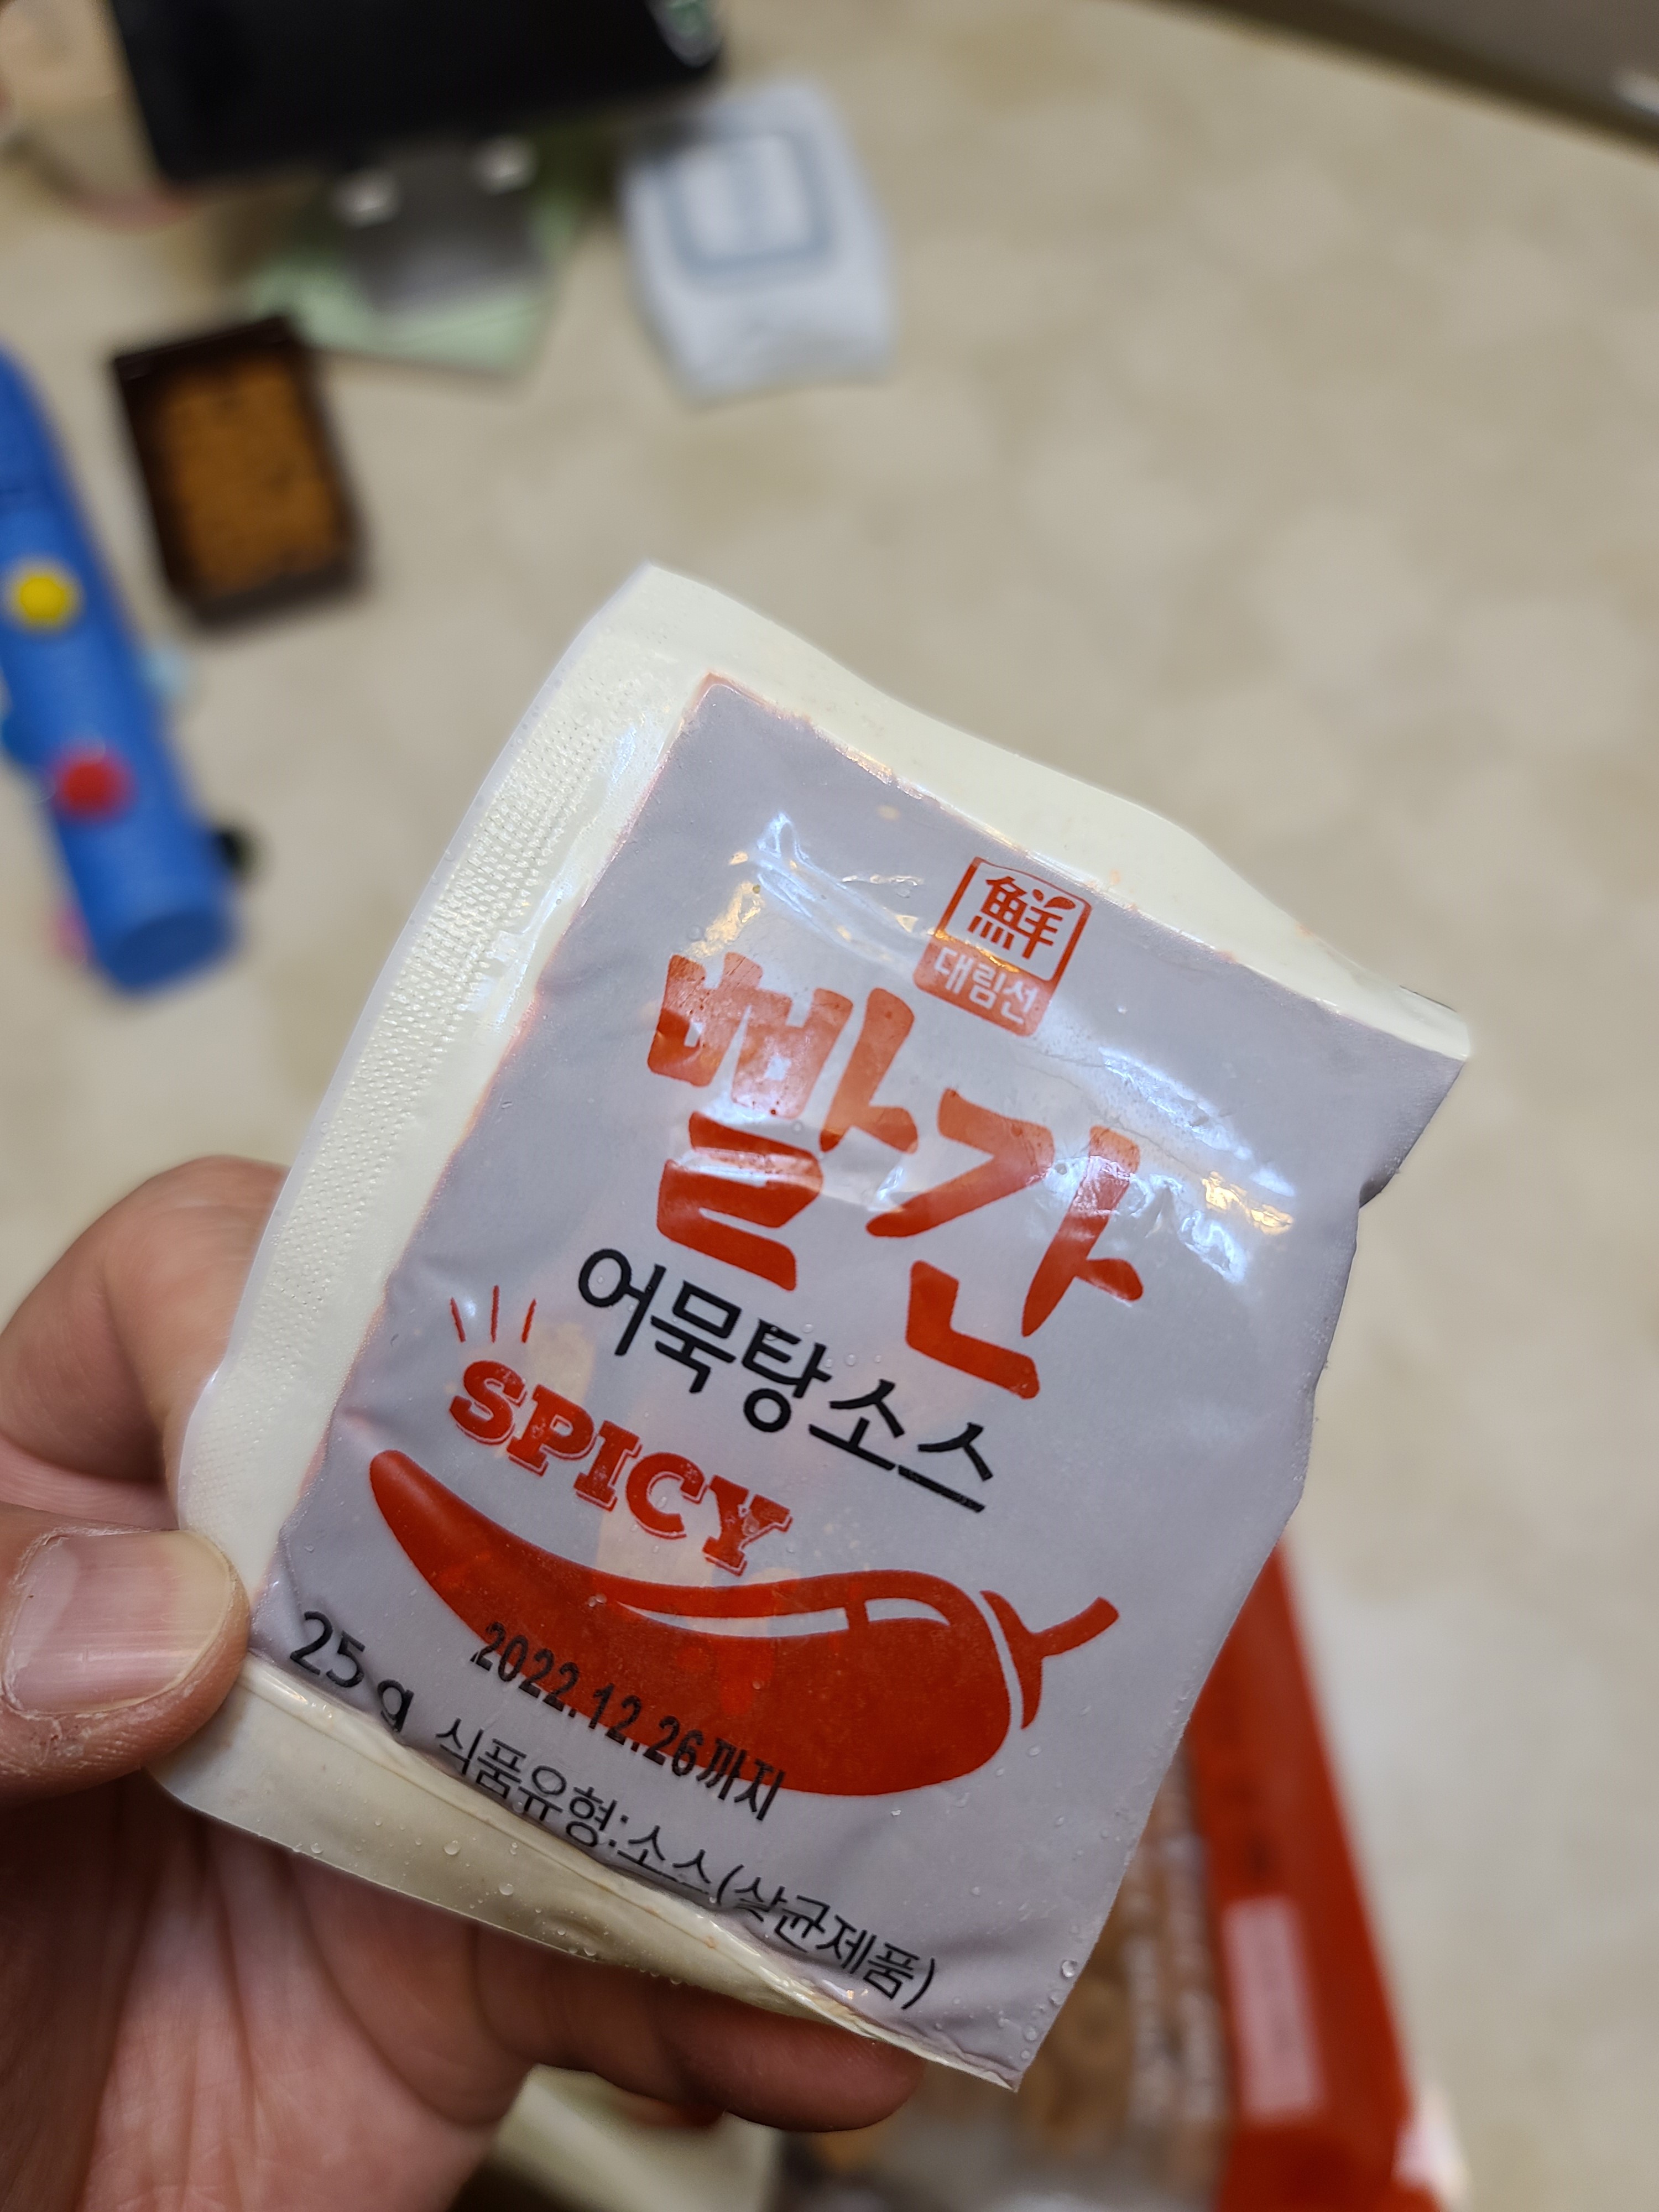 鮮
대림선
빨간
어묵탕소스
SPICY
2022.12.26까지
25g 식품유형:소스(살균제품)